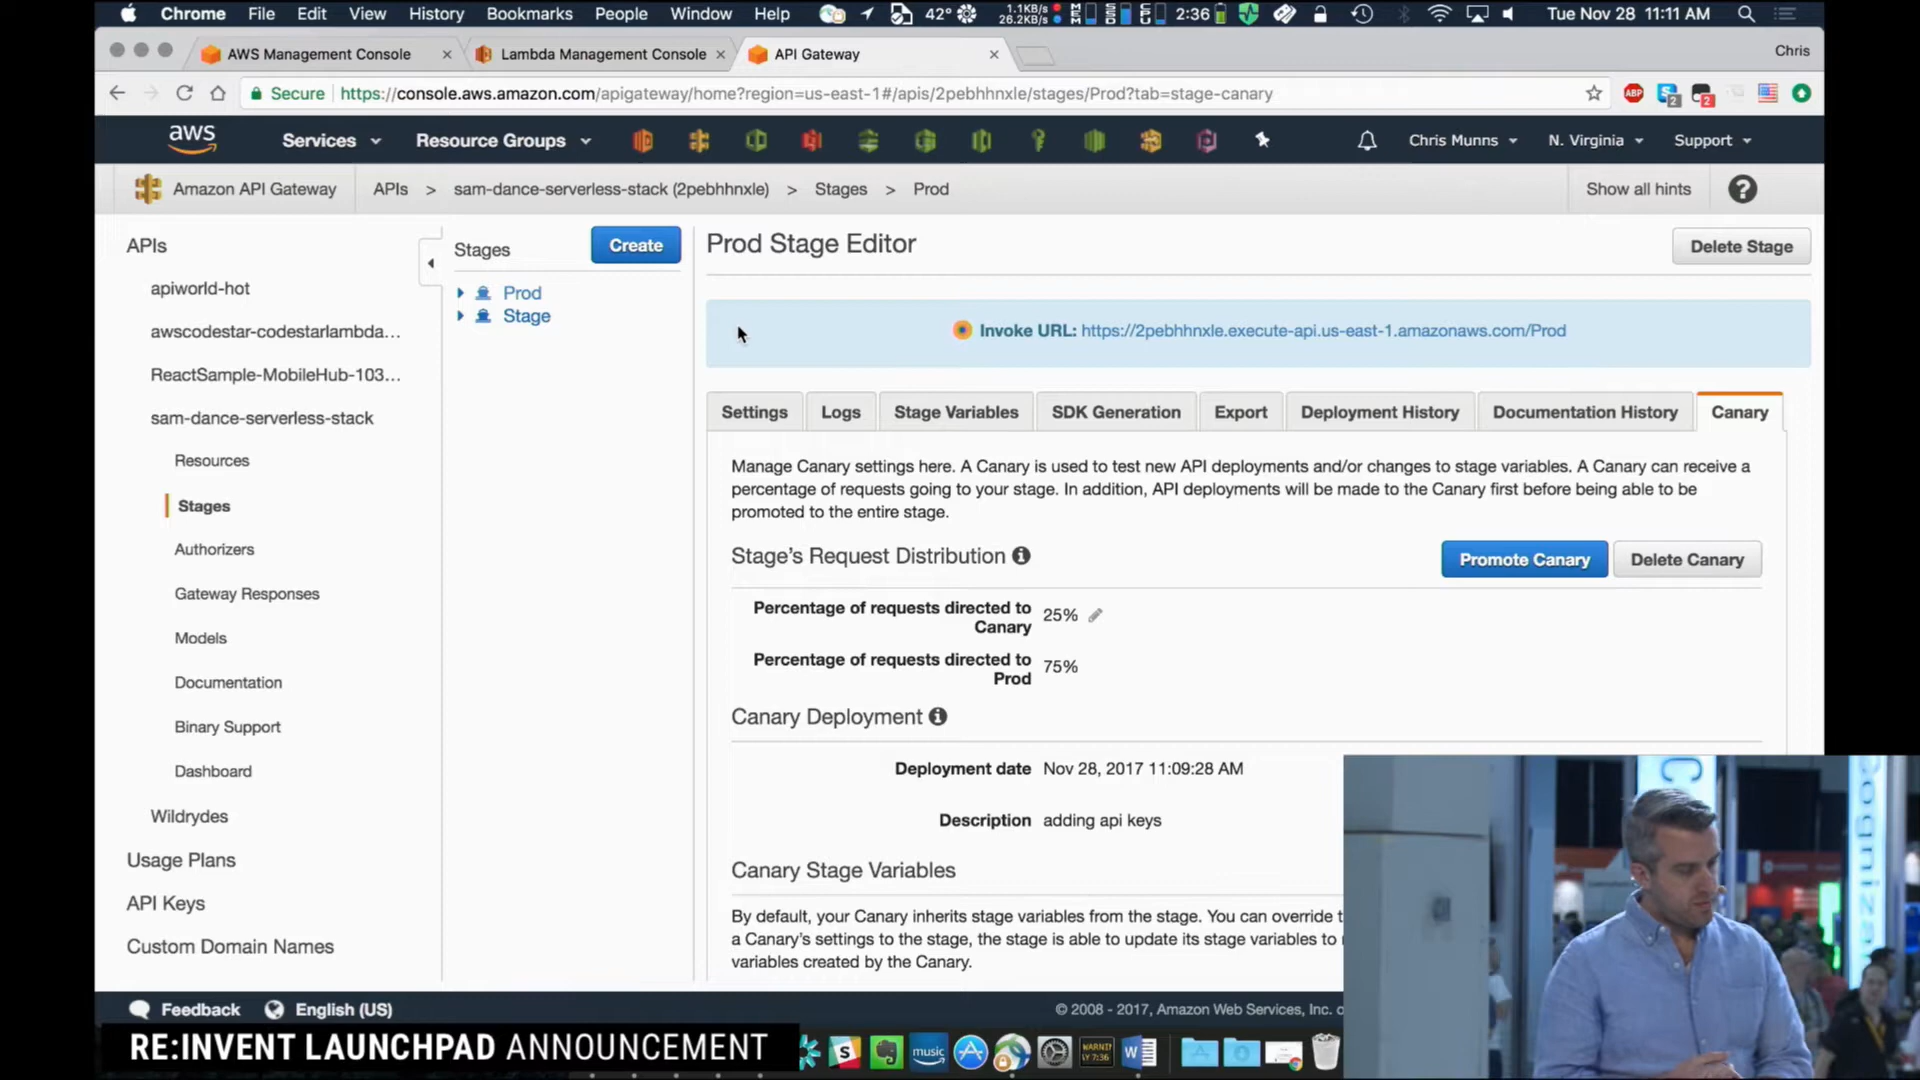 Chrome File Edit View History Bookmarks People Window Help 42° 1.1KB/s 26.2KB/s 2:36 Tue Nov 28 11:11 AM
AWS Management Console Lambda Management Console API Gateway Chris
Secure https://console.aws.amazon.com/apigateway/home?region=us-east-1#/apis/2pebhhnxle/stages/Prod?tab=stage-canary ABP 2 2
aws Services Resource Groups Chris Munns N. Virginia Support
Amazon API Gateway APIs > sam-dance-serverless-stack (2pebhhnxle) > Stages > Prod Show all hints ?
APIs
apiworld-hot
awscodestar-codestarlambda...
ReactSample-MobileHub-103...
sam-dance-serverless-stack
Resources
Stages
Authorizers
Gateway Responses
Models
Documentation
Binary Support
Dashboard
Wildrydes
Usage Plans
API Keys
Custom Domain Names
Stages Create
Prod
Stage
Prod Stage Editor Delete Stage
Invoke URL: https://2pebhhnxle.execute-api.us-east-1.amazonaws.com/Prod
Settings Logs Stage Variables SDK Generation Export Deployment History Documentation History Canary
Manage Canary settings here. A Canary is used to test new API deployments and/or changes to stage variables. A Canary can receive a
percentage of requests going to your stage. In addition, API deployments will be made to the Canary first before being able to be
promoted to the entire stage.
Stage's Request Distribution Promote Canary Delete Canary
Percentage of requests directed to
Canary 25%
Percentage of requests directed to
Prod 75%
Canary Deployment
Deployment date Nov 28, 2017 11:09:28 AM
Description adding api keys
Canary Stage Variables
By default, your Canary inherits stage variables from the stage. You can override t
a Canary's settings to the stage, the stage is able to update its stage variables to
variables created by the Canary.
Feedback English (US) © 2008 - 2017, Amazon Web Services, Inc. o
RE:INVENT LAUNCHPAD ANNOUNCEMENT
music